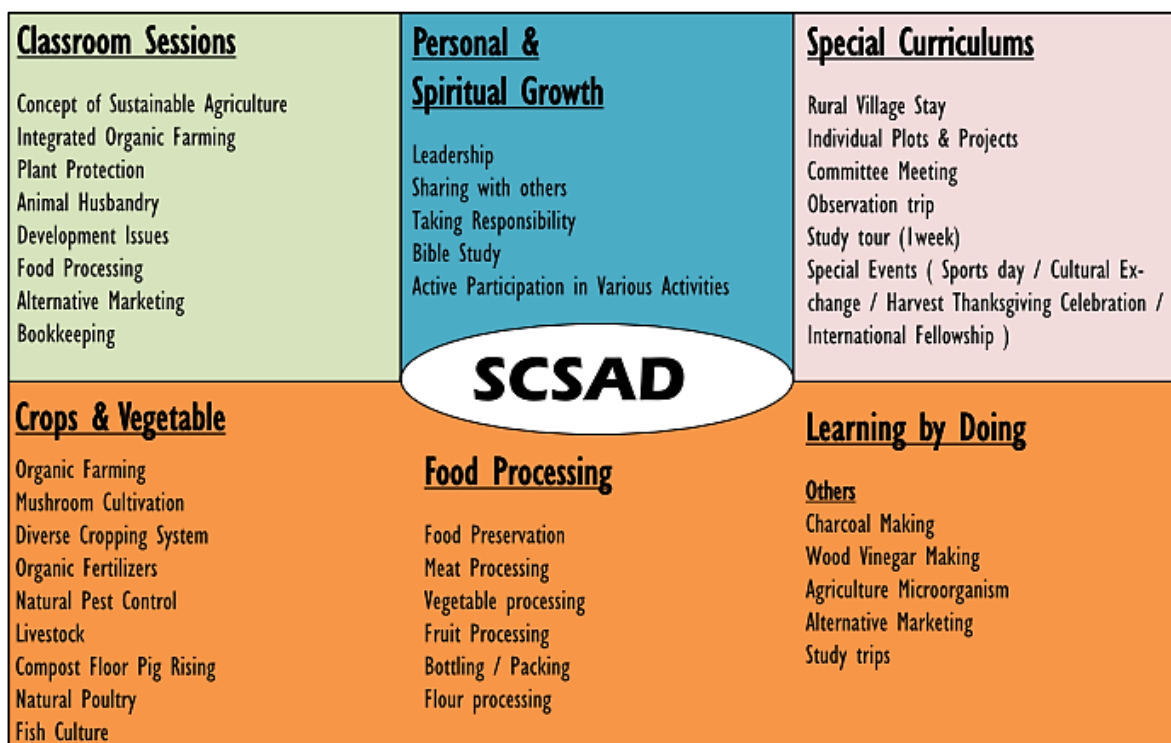 Classroom Sessions
Concept of Sustainable Agriculture
Integrated Organic Farming
Plant Protection
Animal Husbandry
Development Issues
Food Processing
Alternative Marketing
Bookkeeping
Personal &
Spiritual Growth
Leadership
Sharing with others
Taking Responsibility
Bible Study
Active Participation in Various Activities
Special Curriculums
Rural Village Stay
Individual Plots & Projects
Committee Meeting
Observation trip
Study tour (1week)
Special Events ( Sports day / Cultural Ex-
change / Harvest Thanksgiving Celebration /
International Fellowship )
SCSAD
Crops & Vegetable
Organic Farming
Mushroom Cultivation
Diverse Cropping System
Organic Fertilizers
Natural Pest Control
Livestock
Compost Floor Pig Rising
Natural Poultry
Fish Culture
Food Processing
Food Preservation
Meat Processing
Vegetable processing
Fruit Processing
Bottling / Packing
Flour processing
Learning by Doing
Others
Charcoal Making
Wood Vinegar Making
Agriculture Microorganism
Alternative Marketing
Study trips